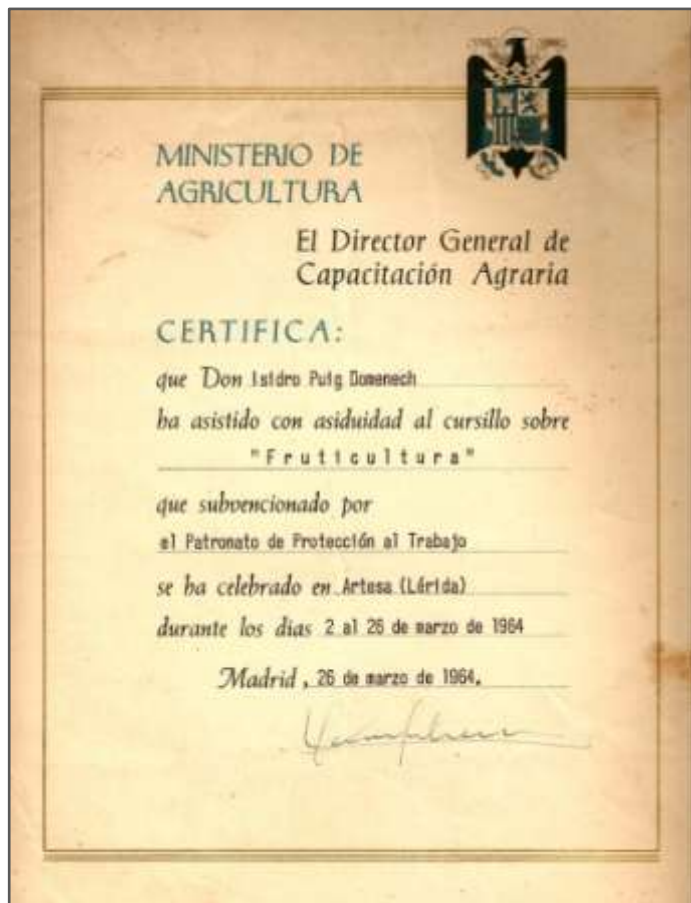 MINISTERIO DE
AGRICULTURA
El Director General de
Capacitación Agraria
CERTIFICA:
que Don Isidro Puig Domenech
ha asistido con asiduidad al cursillo sobre
"Fruticultura"
que subvencionado por
el Patronato de Protección al Trabajo
se ha celebrado en Artesa (Lérida)
durante los días 2 al 26 de marzo de 1964
Madrid, 26 de marzo de 1964.